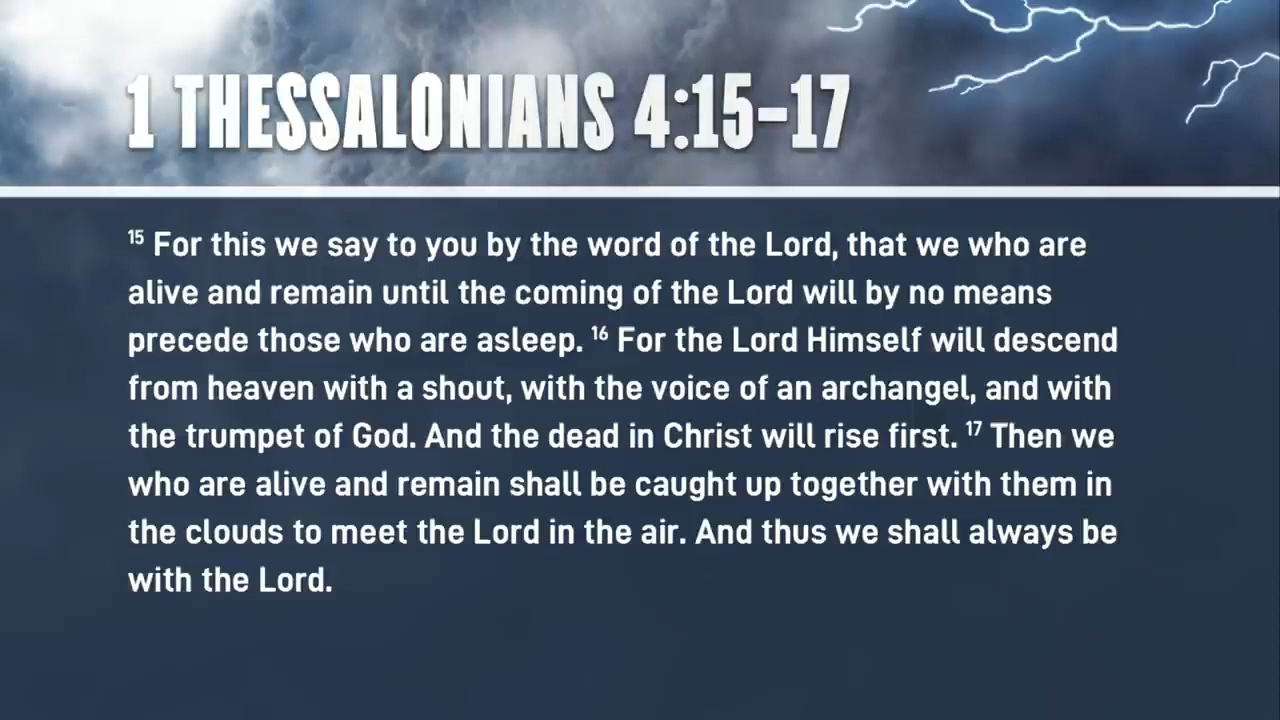 1 THESSALONIANS 4:15–17
15 For this we say to you by the word of the Lord, that we who are
alive and remain until the coming of the Lord will by no means
precede those who are asleep. 16 For the Lord Himself will descend
from heaven with a shout, with the voice of an archangel, and with
the trumpet of God. And the dead in Christ will rise first. 17 Then we
who are alive and remain shall be caught up together with them in
the clouds to meet the Lord in the air. And thus we shall always be
with the Lord.